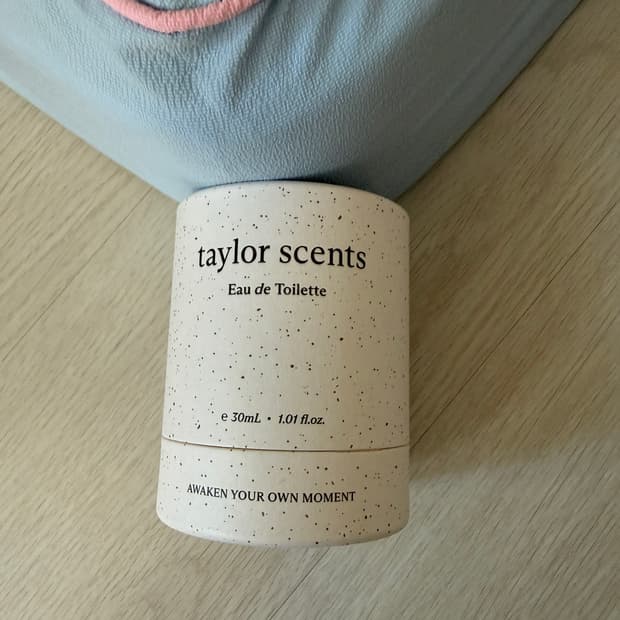 taylor scents
Eau de Toilette
e 30mL • 1.01 fl.oz.
AWAKEN YOUR OWN MOMENT